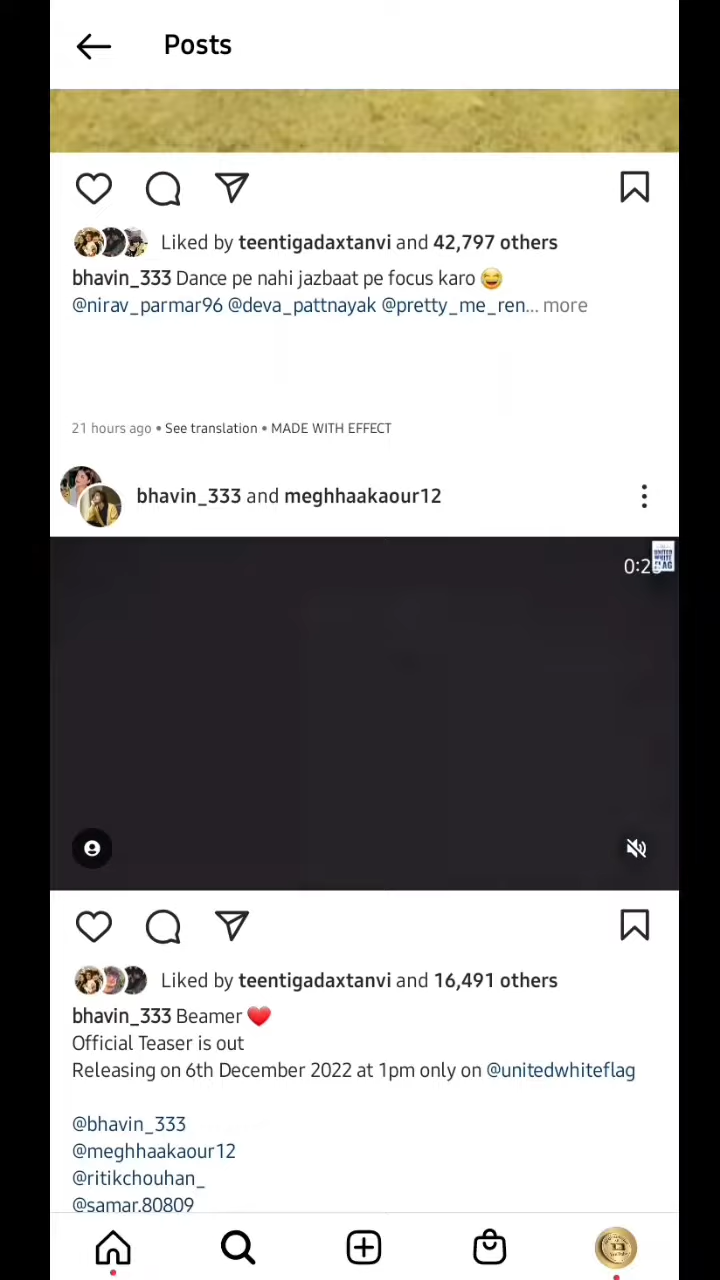 Posts
Liked by teentigadaxtanvi and 42,797 others
bhavin_333 Dance pe nahi jazbaat pe focus karo 😂
@nirav_parmar96 @deva_pattnayak @pretty_me_ren... more
21 hours ago • See translation • MADE WITH EFFECT
bhavin_333 and meghhaakaour12
UNITED
WHITE
FLAG
Liked by teentigadaxtanvi and 16,491 others
bhavin_333 Beamer ❤️
Official Teaser is out
Releasing on 6th December 2022 at 1pm only on @unitedwhiteflag
@bhavin_333
@meghhaakaour12
@ritikchouhan_
@samar.80809